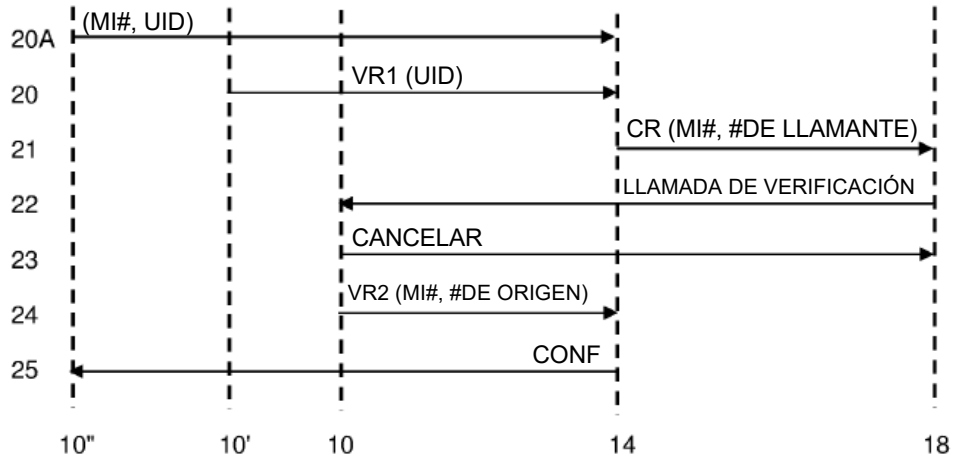 20A (MI#, UID)
20 VR1 (UID)
21 CR (MI#, #DE LLAMANTE)
22 LLAMADA DE VERIFICACIÓN
23 CANCELAR
24 VR2 (MI#, #DE ORIGEN)
25 CONF
10" 10' 10 14 18